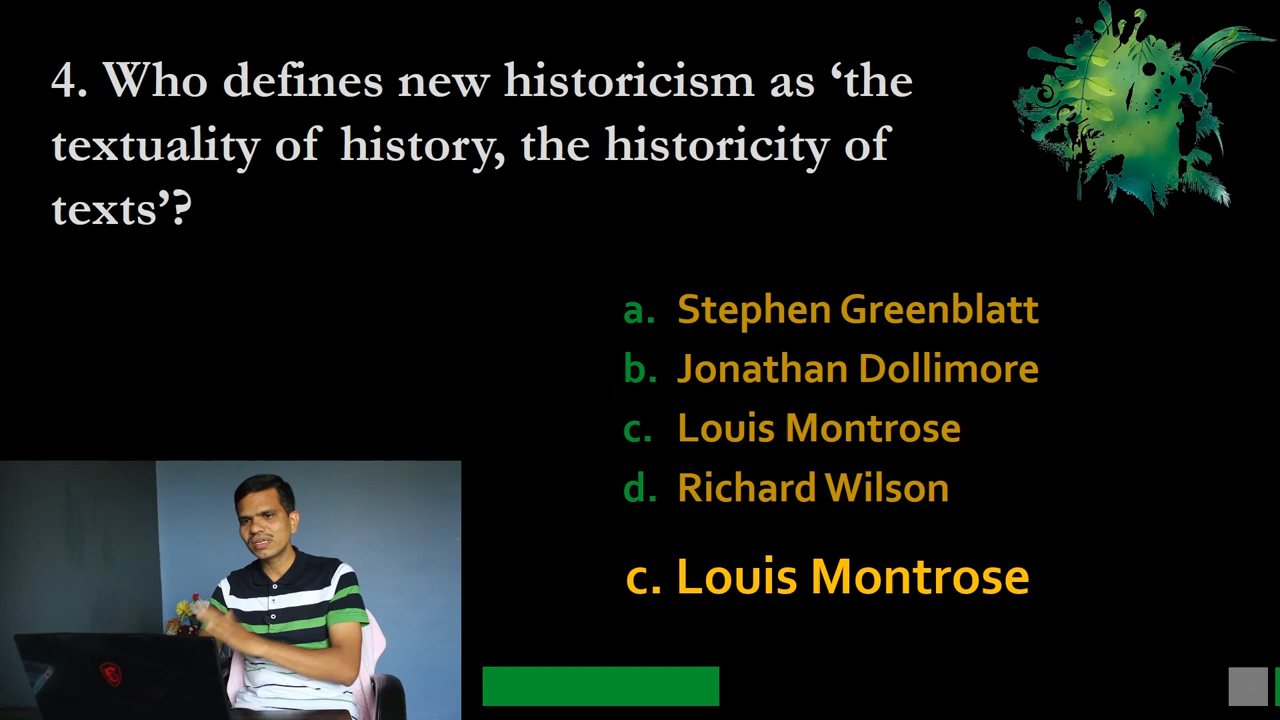 4. Who defines new historicism as ‘the
textuality of history, the historicity of
texts’?
a. Stephen Greenblatt
b. Jonathan Dollimore
c. Louis Montrose
d. Richard Wilson
c. Louis Montrose